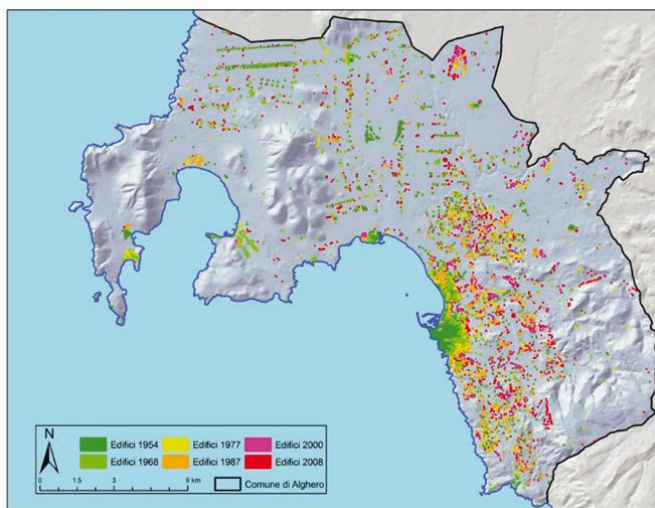 N
Edifici 1954 Edifici 1977 Edifici 2000
Edifici 1968 Edifici 1987 Edifici 2008 Comune di Alghero
0 1.5 3 6 km